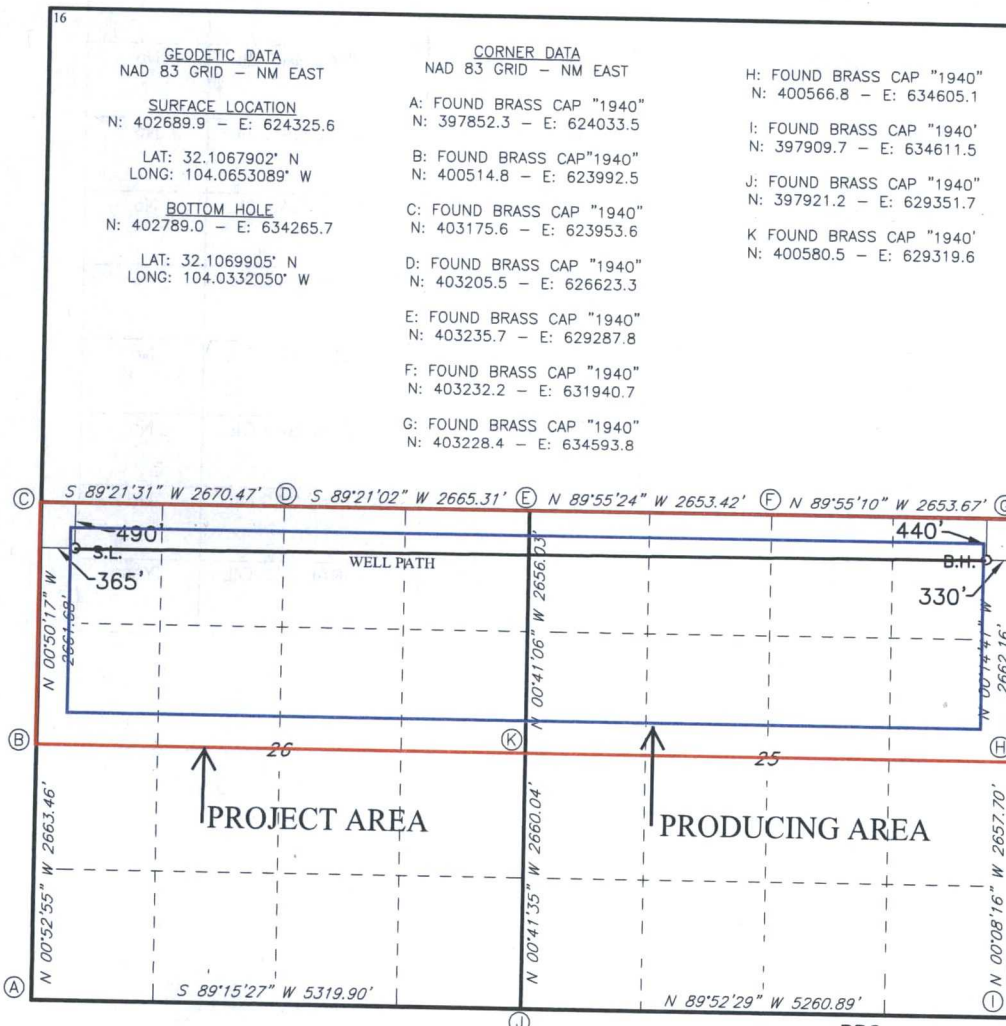 16
GEODETIC DATA
NAD 83 GRID – NM EAST
SURFACE LOCATION
N: 402689.9 – E: 624325.6
LAT: 32.1067902° N
LONG: 104.0653089° W
BOTTOM HOLE
N: 402789.0 – E: 634265.7
LAT: 32.1069905° N
LONG: 104.0332050° W
CORNER DATA
NAD 83 GRID – NM EAST
A: FOUND BRASS CAP "1940"
N: 397852.3 – E: 624033.5
B: FOUND BRASS CAP"1940"
N: 400514.8 – E: 623992.5
C: FOUND BRASS CAP "1940"
N: 403175.6 – E: 623953.6
D: FOUND BRASS CAP "1940"
N: 403205.5 – E: 626623.3
E: FOUND BRASS CAP "1940"
N: 403235.7 – E: 629287.8
F: FOUND BRASS CAP "1940"
N: 403232.2 – E: 631940.7
G: FOUND BRASS CAP "1940"
N: 403228.4 – E: 634593.8
H: FOUND BRASS CAP "1940"
N: 400566.8 – E: 634605.1
I: FOUND BRASS CAP "1940'
N: 397909.7 – E: 634611.5
J: FOUND BRASS CAP "1940"
N: 397921.2 – E: 629351.7
K FOUND BRASS CAP "1940'
N: 400580.5 – E: 629319.6
C S 89°21'31" W 2670.47' D S 89°21'02" W 2665.31' E N 89°55'24" W 2653.42' F N 89°55'10" W 2653.67' G
490' 440'
S.L. WELL PATH B.H.
365' 330'
N 00°50'17" W
2661.68'
N 00°41'06" W 2656.03'
N 00°14'41" W
2662.16'
B 26 K 25 H
PROJECT AREA PRODUCING AREA
N 00°52'55" W 2663.46'
N 00°41'35" W 2660.04'
N 00°08'16" W 2657.70'
A S 89°15'27" W 5319.90' J N 89°52'29" W 5260.89' I